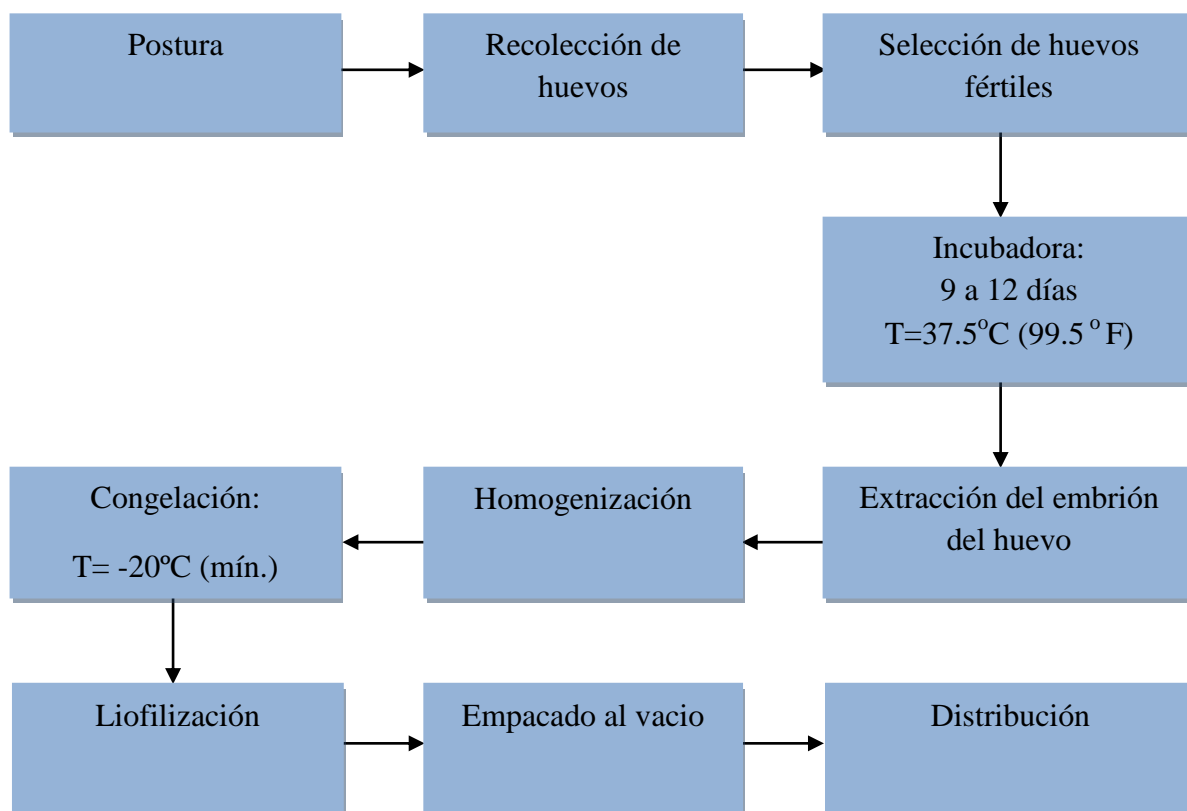 Postura
Recolección de
huevos
Selección de huevos
fértiles
Incubadora:
9 a 12 días
T=37.5°C (99.5 ° F)
Extracción del embrión
del huevo
Homogenización
Congelación:
T= -20ºC (mín.)
Liofilización
Empacado al vacio
Distribución